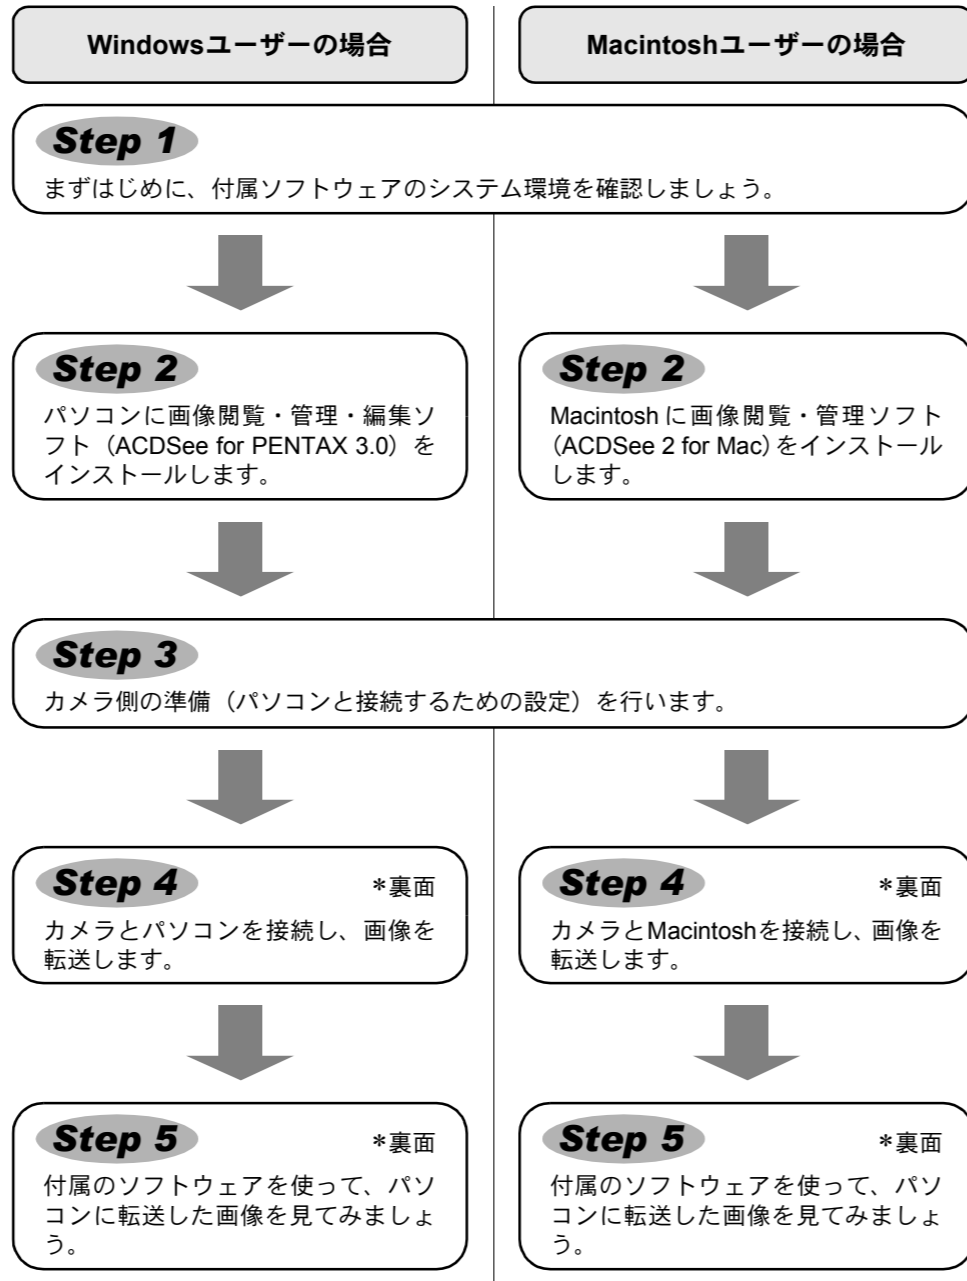 Windowsユーザーの場合
Macintoshユーザーの場合
Step 1
まずはじめに、付属ソフトウェアのシステム環境を確認しましょう。
Step 2
パソコンに画像閲覧・管理・編集ソ
フト（ACDSee for PENTAX 3.0）を
インストールします。
Step 2
Macintosh に画像閲覧・管理ソフト
（ACDSee 2 for Mac）をインストール
します。
Step 3
カメラ側の準備（パソコンと接続するための設定）を行います。
Step 4 *裏面
カメラとパソコンを接続し、画像を
転送します。
Step 4 *裏面
カメラとMacintoshを接続し、画像を
転送します。
Step 5 *裏面
付属のソフトウェアを使って、パソ
コンに転送した画像を見てみましょ
う。
Step 5 *裏面
付属のソフトウェアを使って、パソ
コンに転送した画像を見てみましょ
う。